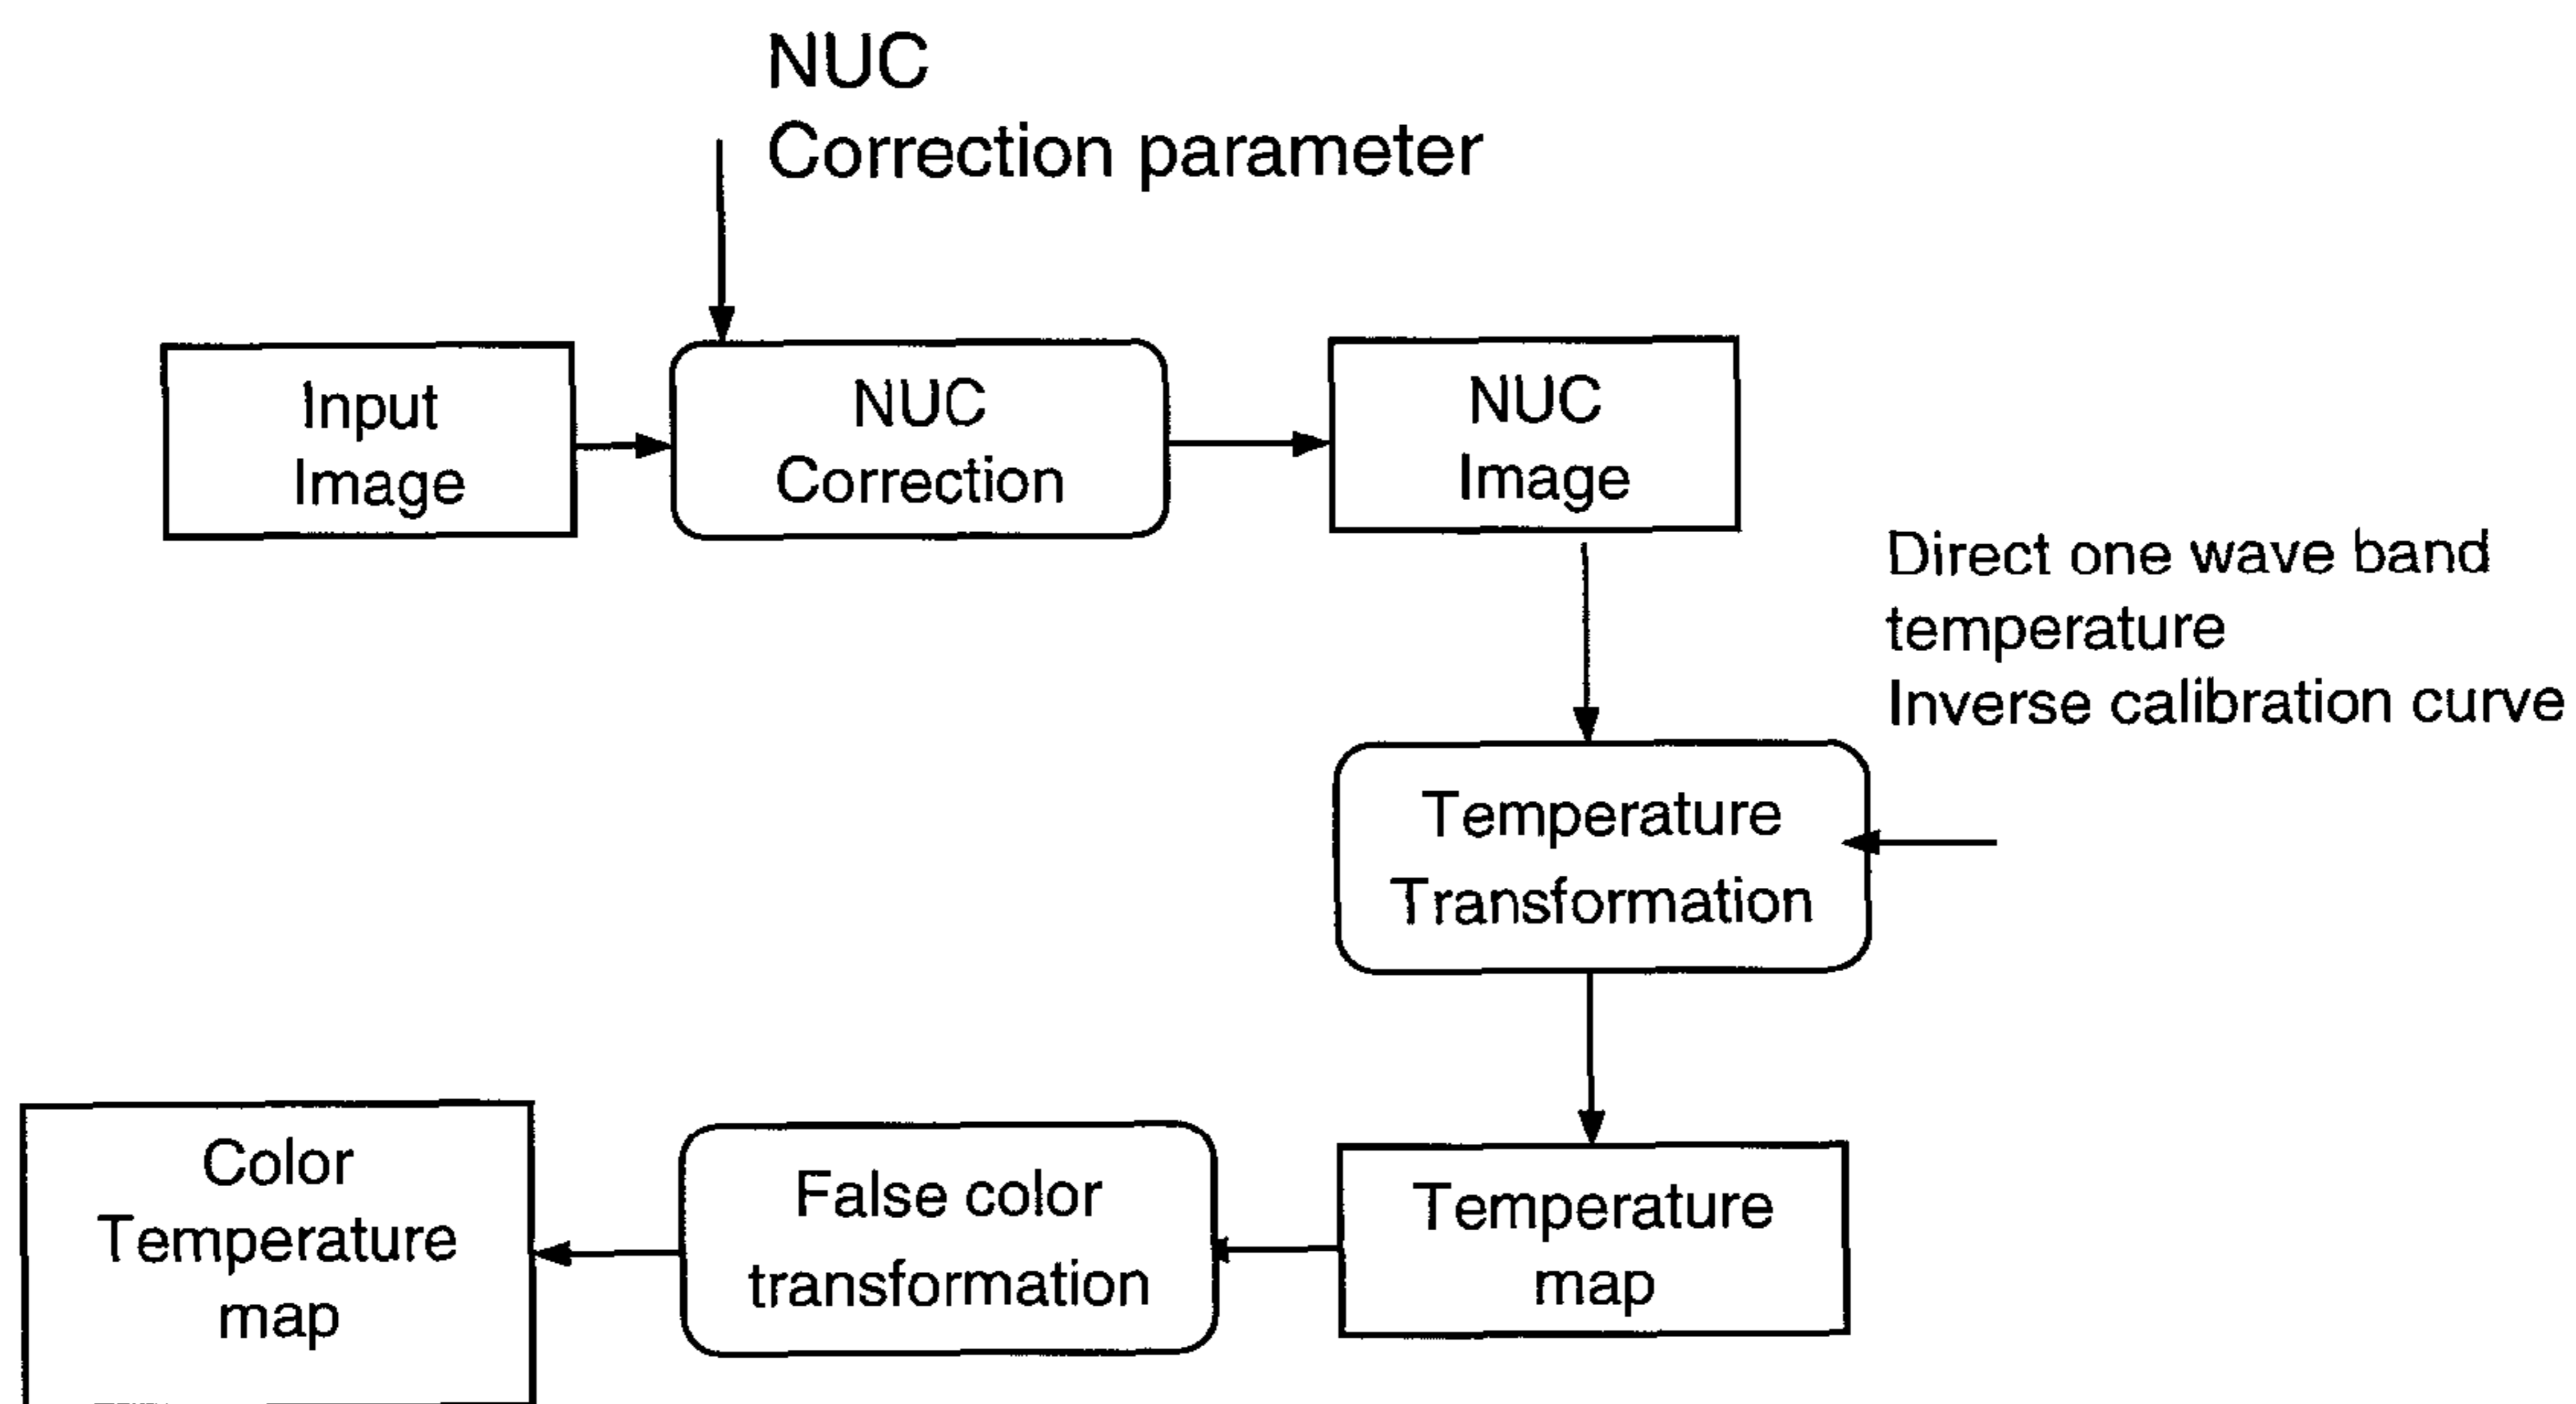 NUC
Correction parameter
Input
Image
NUC
Correction
NUC
Image
Direct one wave band
temperature
Inverse calibration curve
Temperature
Transformation
Temperature
map
False color
transformation
Color
Temperature
map